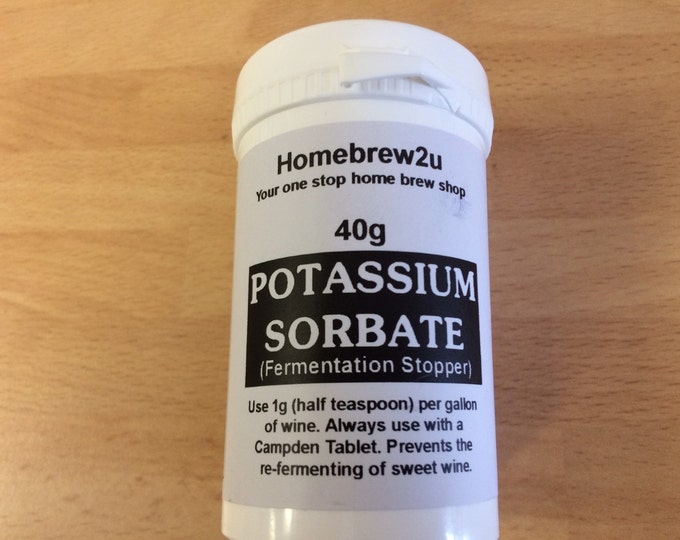 Homebrew2u
Your one stop home brew shop
40g
POTASSIUM
SORBATE
(Fermentation Stopper)
Use 1g (half teaspoon) per gallon
of wine. Always use with a
Campden Tablet. Prevents the
re-fermenting of sweet wine.